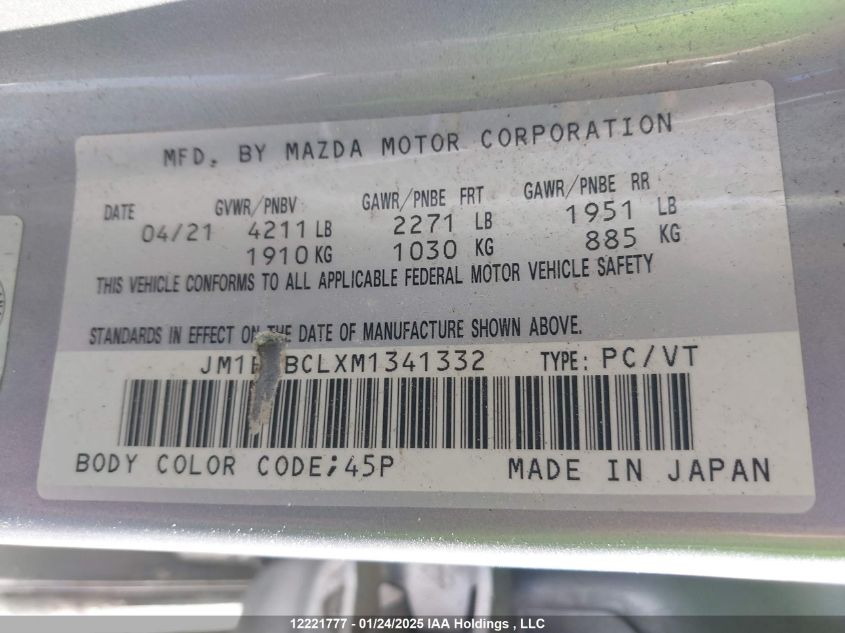 MFD. BY MAZDA MOTOR CORPORATION
DATE GVWR/PNBV GAWR/PNBE FRT GAWR/PNBE RR
04/21 4211 LB 2271 LB 1951 LB
1910 KG 1030 KG 885 KG
THIS VEHICLE CONFORMS TO ALL APPLICABLE FEDERAL MOTOR VEHICLE SAFETY
STANDARDS IN EFFECT ON THE DATE OF MANUFACTURE SHOWN ABOVE.
TYPE: PC/VT
BODY COLOR CODE;45P MADE IN JAPAN
12221777 - 01/24/2025 IAA Holdings , LLC